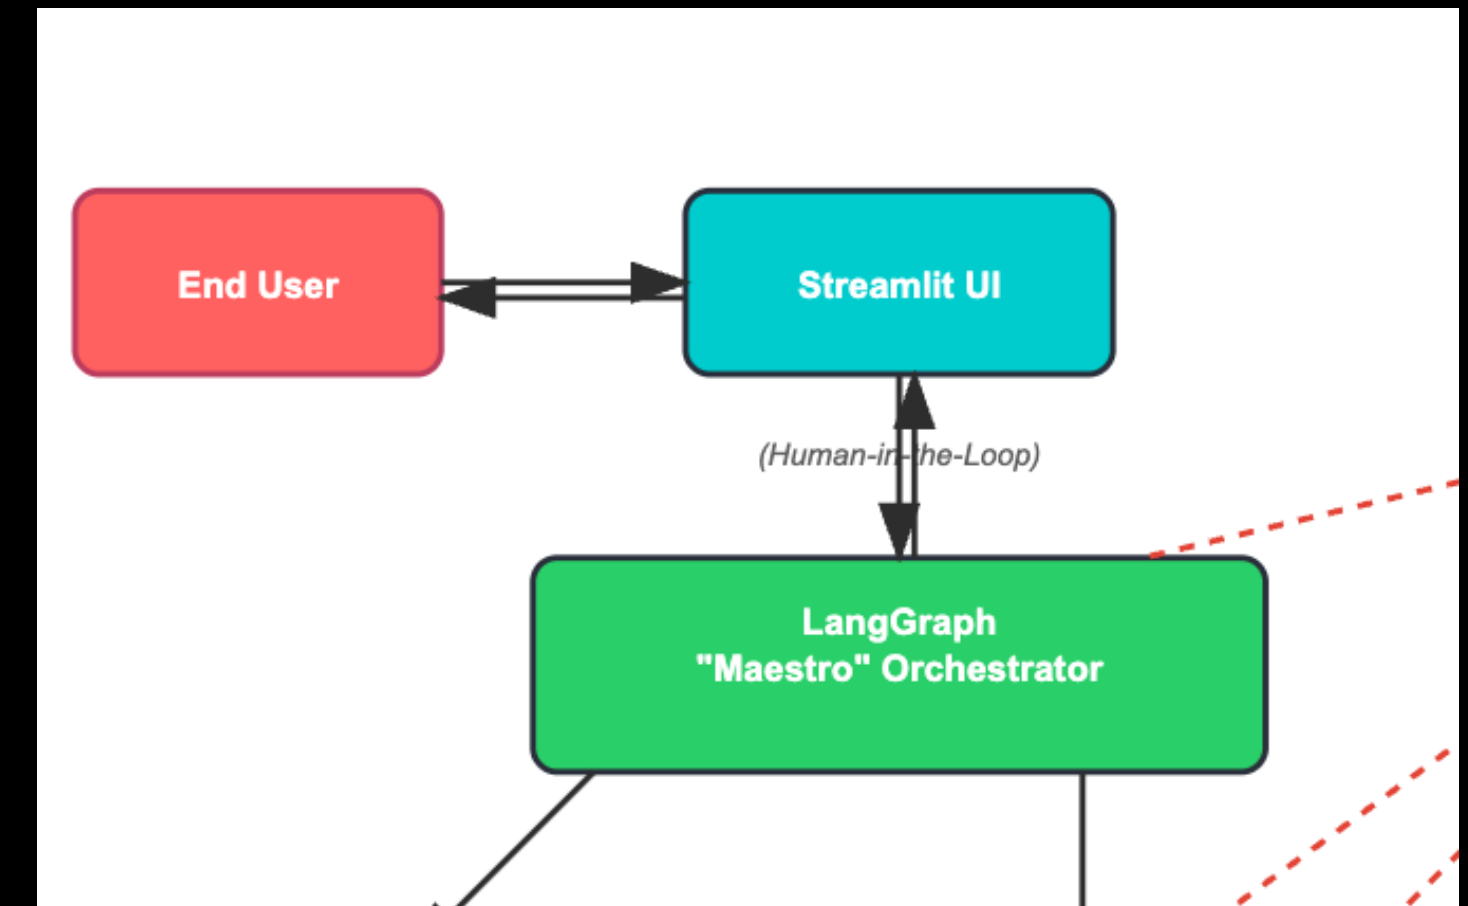 End User
Streamlit UI
(Human-in-the-Loop)
LangGraph
"Maestro" Orchestrator